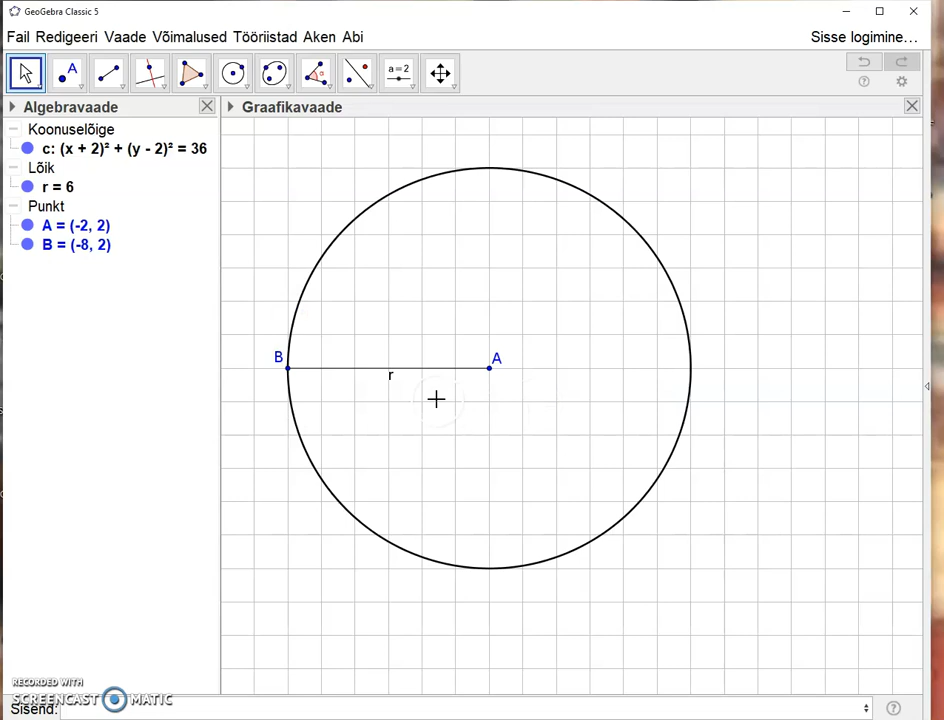 GeoGebra Classic 5
Fail Redigeeri Vaade Võimalused Tööriistad Aken Abi
Sisse logimine...
A
a = 2
Algebravaade
Graafikavaade
Koonuselõige
c: (x + 2)² + (y - 2)² = 36
Lõik
r = 6
Punkt
A = (-2, 2)
B = (-8, 2)
B
A
r
RECORDED WITH
SCREENCAST MATIC
Sisend: